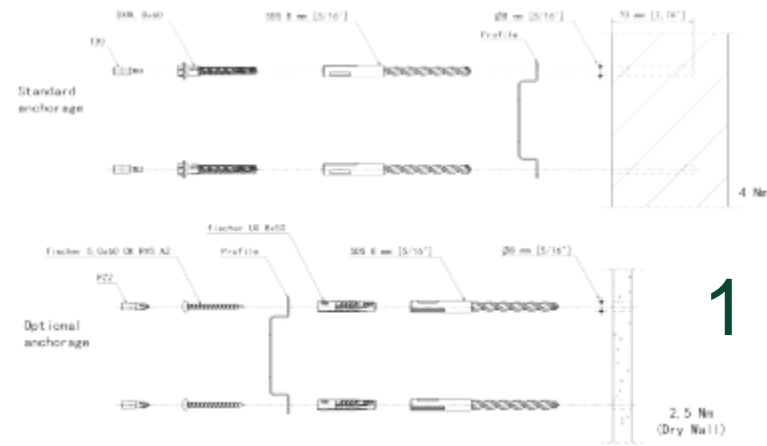 SXRL 8x60
SDS 8 mm [5/16"]
Ø8 mm [5/16"]
70 mm [2,76"]
T30
Profile
Standard
anchorage
4 Nm
fischer UX 8x50
fischer 5,0x60 CK RVS A2
Profile
SDS 8 mm [5/16"]
Ø8 mm [5/16"]
PZ2
1
Optional
anchorage
2.5 Nm
(Dry Wall)